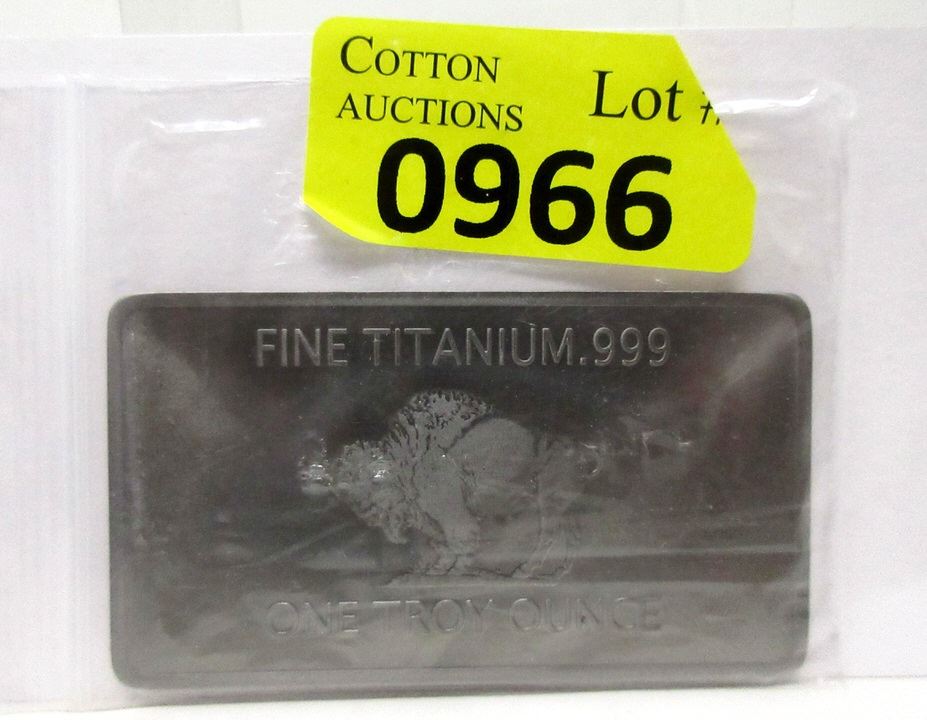 COTTON
AUCTIONS
Lot #
0966
FINE TITANIUM.999
ONE TROY OUNCE